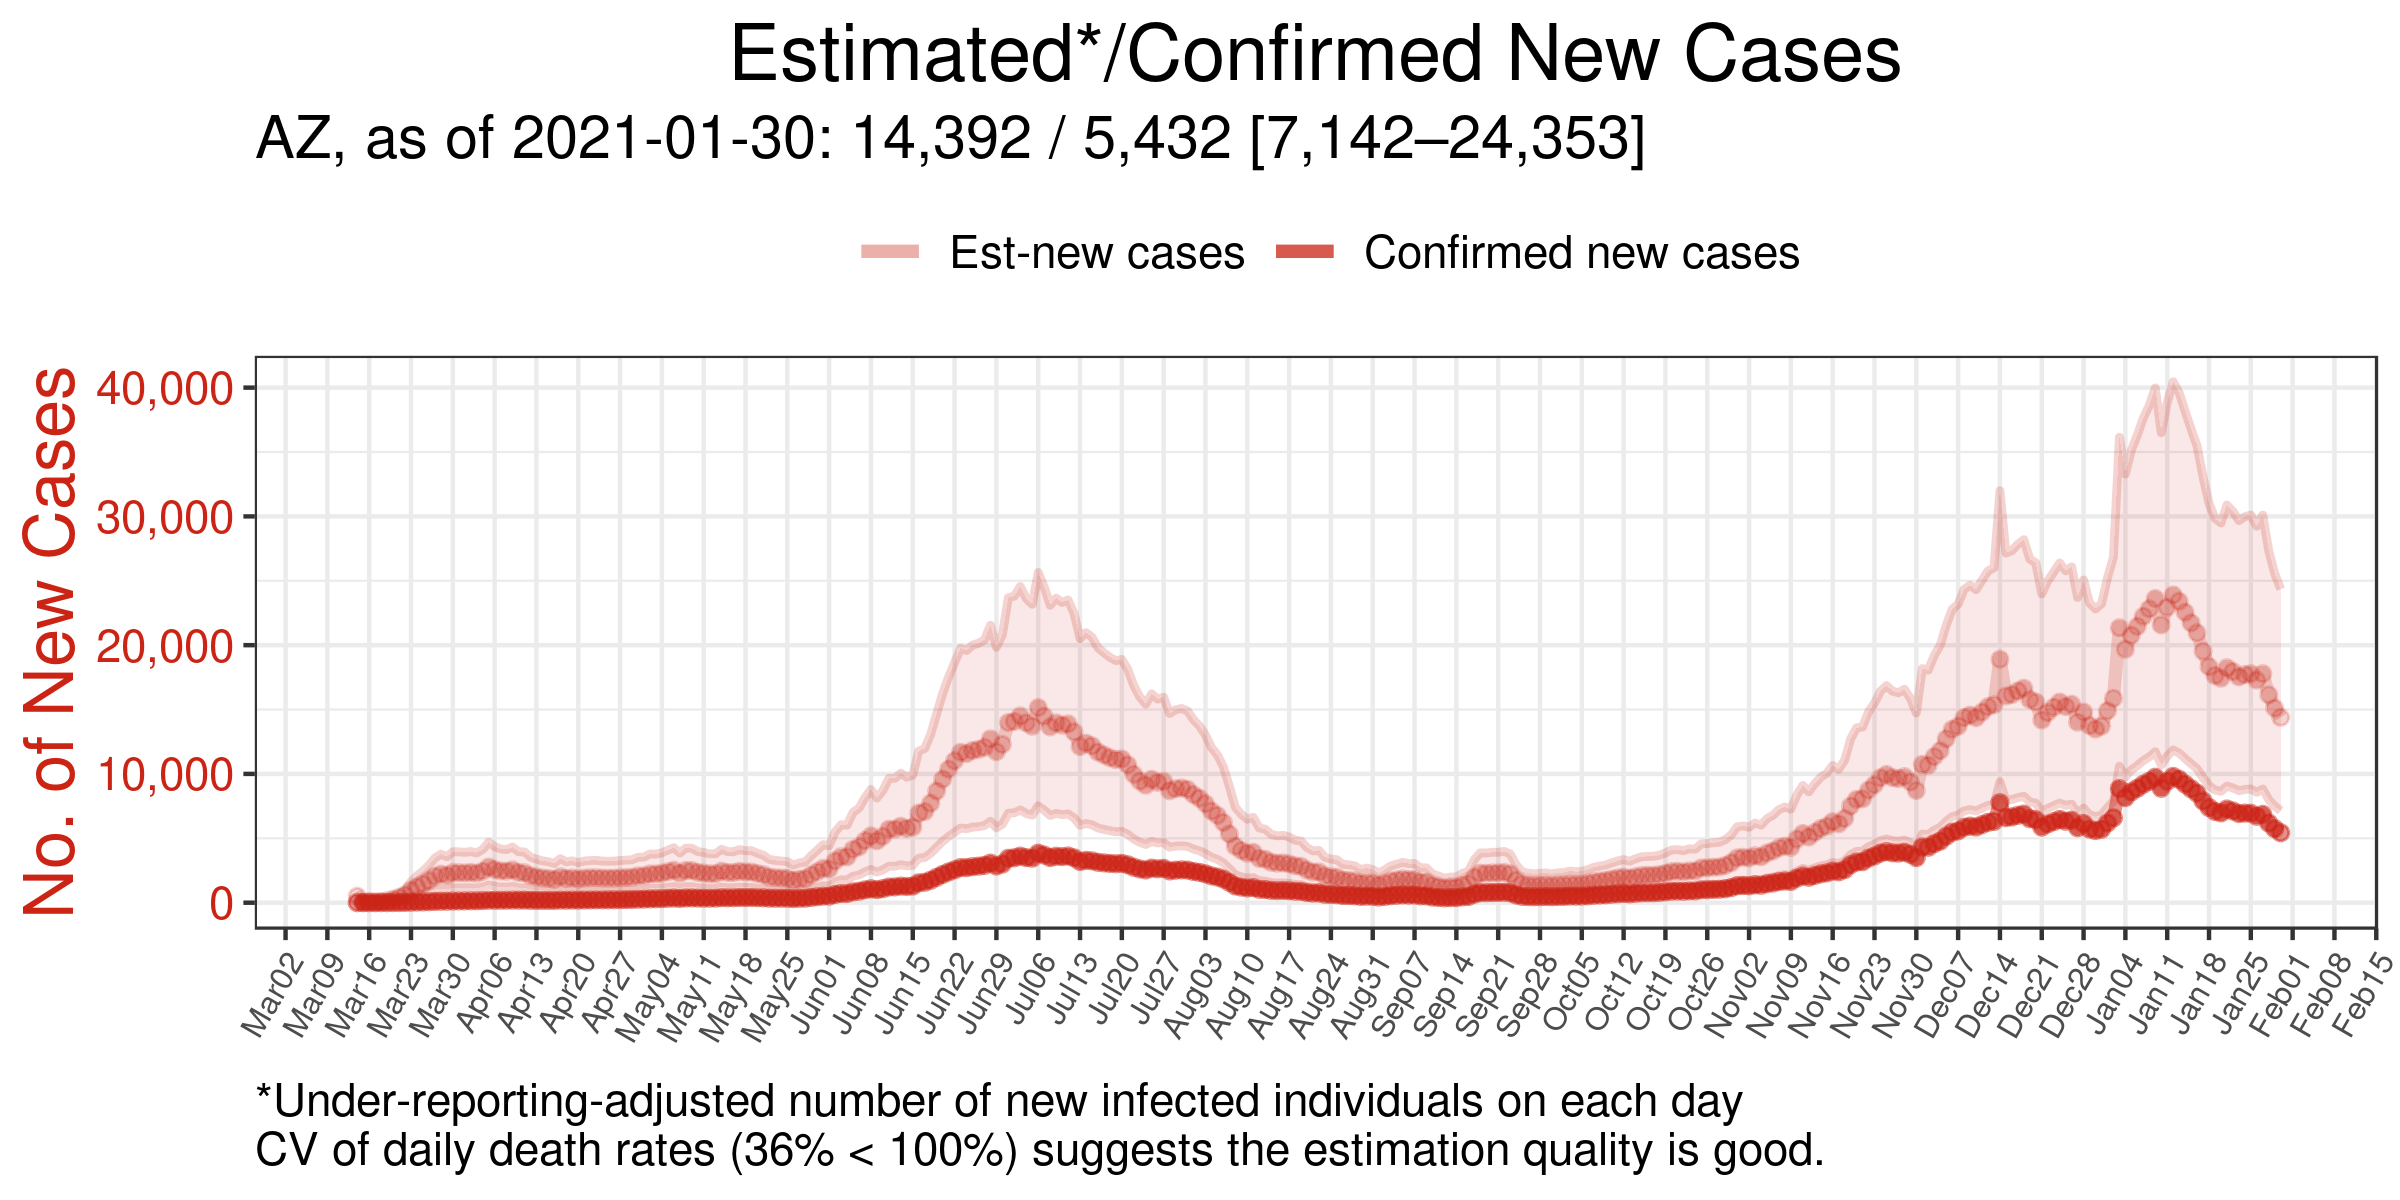 Estimated*/Confirmed New Cases
AZ, as of 2021-01-30: 14,392 / 5,432 [7,142–24,353]
Est-new cases
Confirmed new cases
No. of New Cases
40,000
30,000
20,000
10,000
0
Mar02
Mar09
Mar16
Mar23
Mar30
Apr06
Apr13
Apr20
Apr27
May04
May11
May18
May25
Jun01
Jun08
Jun15
Jun22
Jun29
Jul06
Jul13
Jul20
Jul27
Aug03
Aug10
Aug17
Aug24
Aug31
Sep07
Sep14
Sep21
Sep28
Oct05
Oct12
Oct19
Oct26
Nov02
Nov09
Nov16
Nov23
Nov30
Dec07
Dec14
Dec21
Dec28
Jan04
Jan11
Jan18
Jan25
Feb01
Feb08
Feb15
*Under-reporting-adjusted number of new infected individuals on each day
CV of daily death rates (36% < 100%) suggests the estimation quality is good.